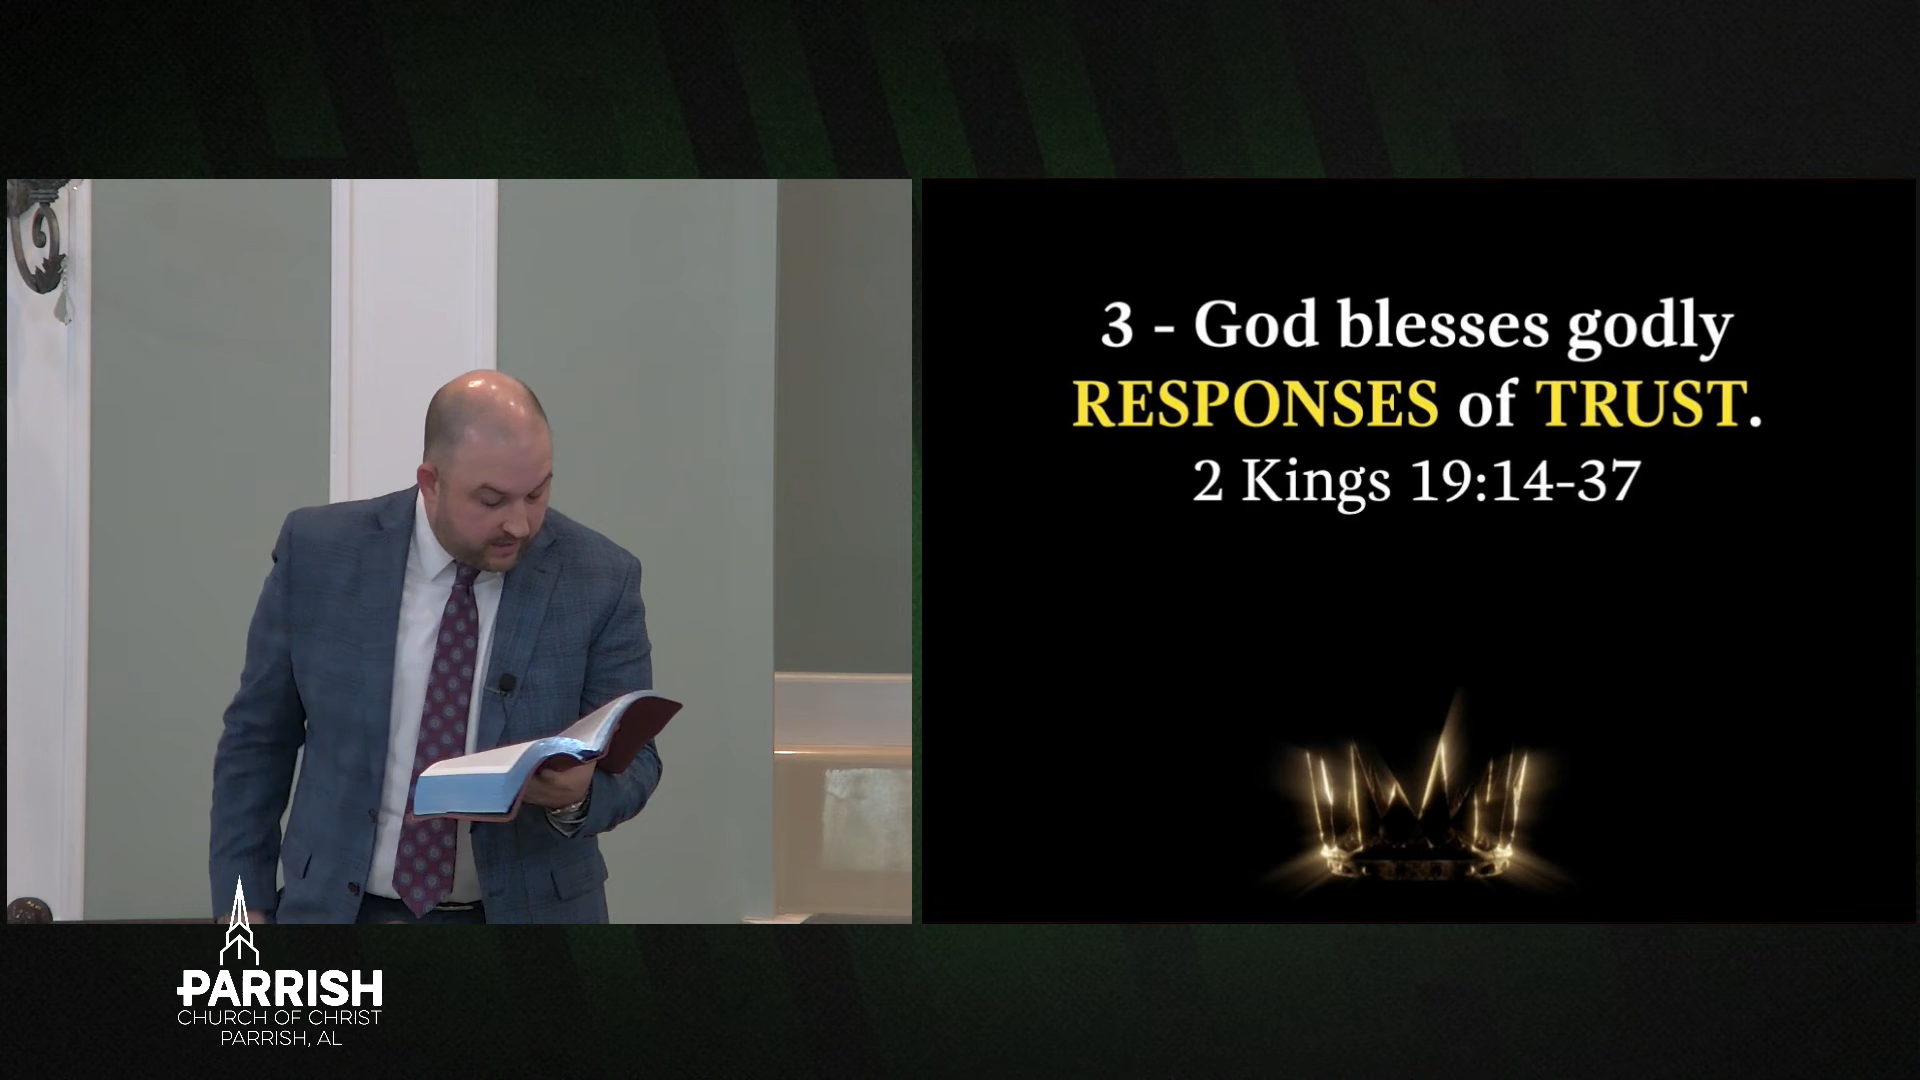 3 - God blesses godly
RESPONSES of TRUST.
2 Kings 19:14-37
PARRISH
CHURCH OF CHRIST
PARRISH, AL